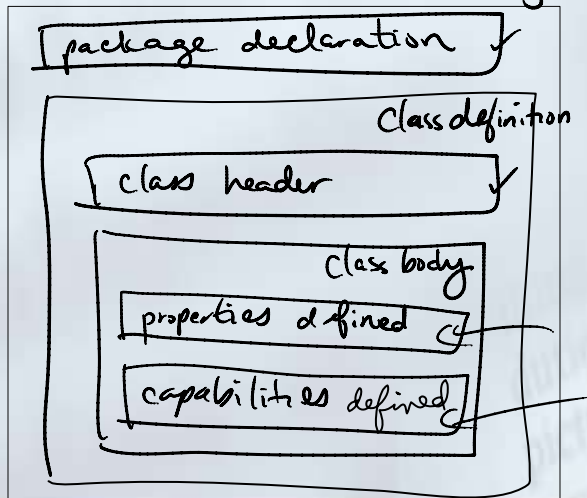 package declaration ✓
Class definition
class header ✓
Class body
properties defined
capabilities defined